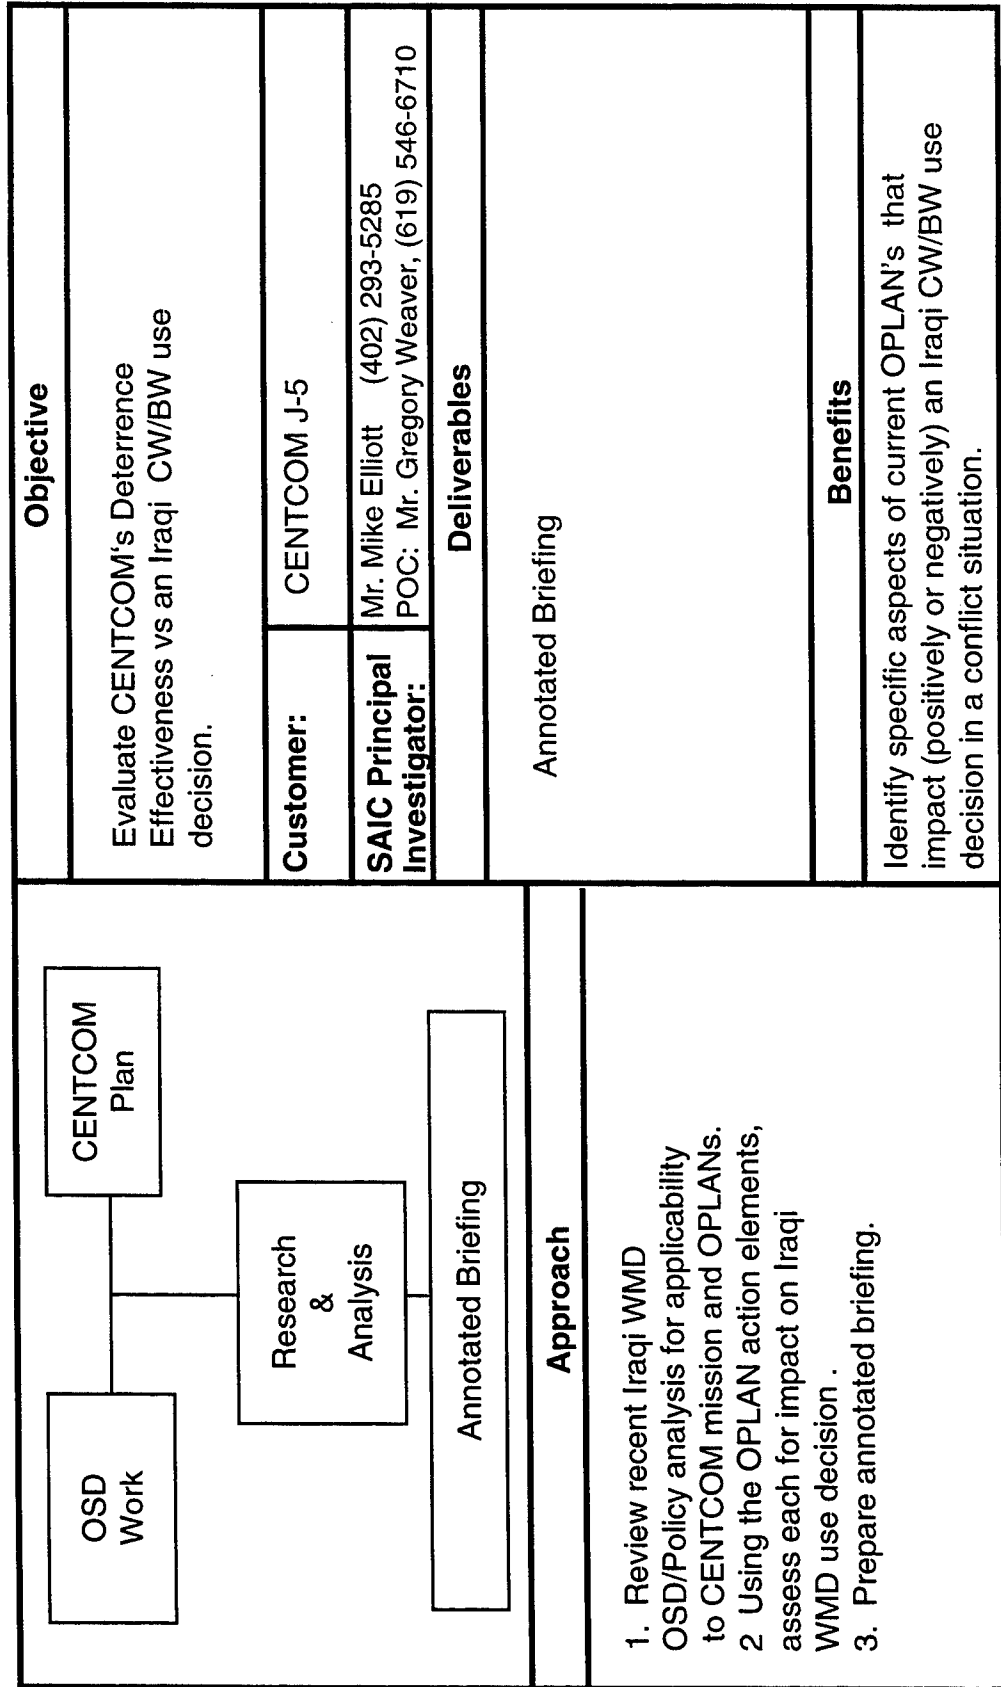 OSD
Work
CENTCOM
Plan
Research
&
Analysis
Annotated Briefing
Approach
1. Review recent Iraqi WMD
OSD/Policy analysis for applicability
to CENTCOM mission and OPLANs.
2 Using the OPLAN action elements,
assess each for impact on Iraqi
WMD use decision .
3. Prepare annotated briefing.
Objective
Evaluate CENTCOM's Deterrence
Effectiveness vs an Iraqi CW/BW use
decision.
Customer:
CENTCOM J-5
SAIC Principal
Investigator:
Mr. Mike Elliott (402) 293-5285
POC: Mr. Gregory Weaver, (619) 546-6710
Deliverables
Annotated Briefing
Benefits
Identify specific aspects of current OPLAN's that
impact (positively or negatively) an Iraqi CW/BW use
decision in a conflict situation.